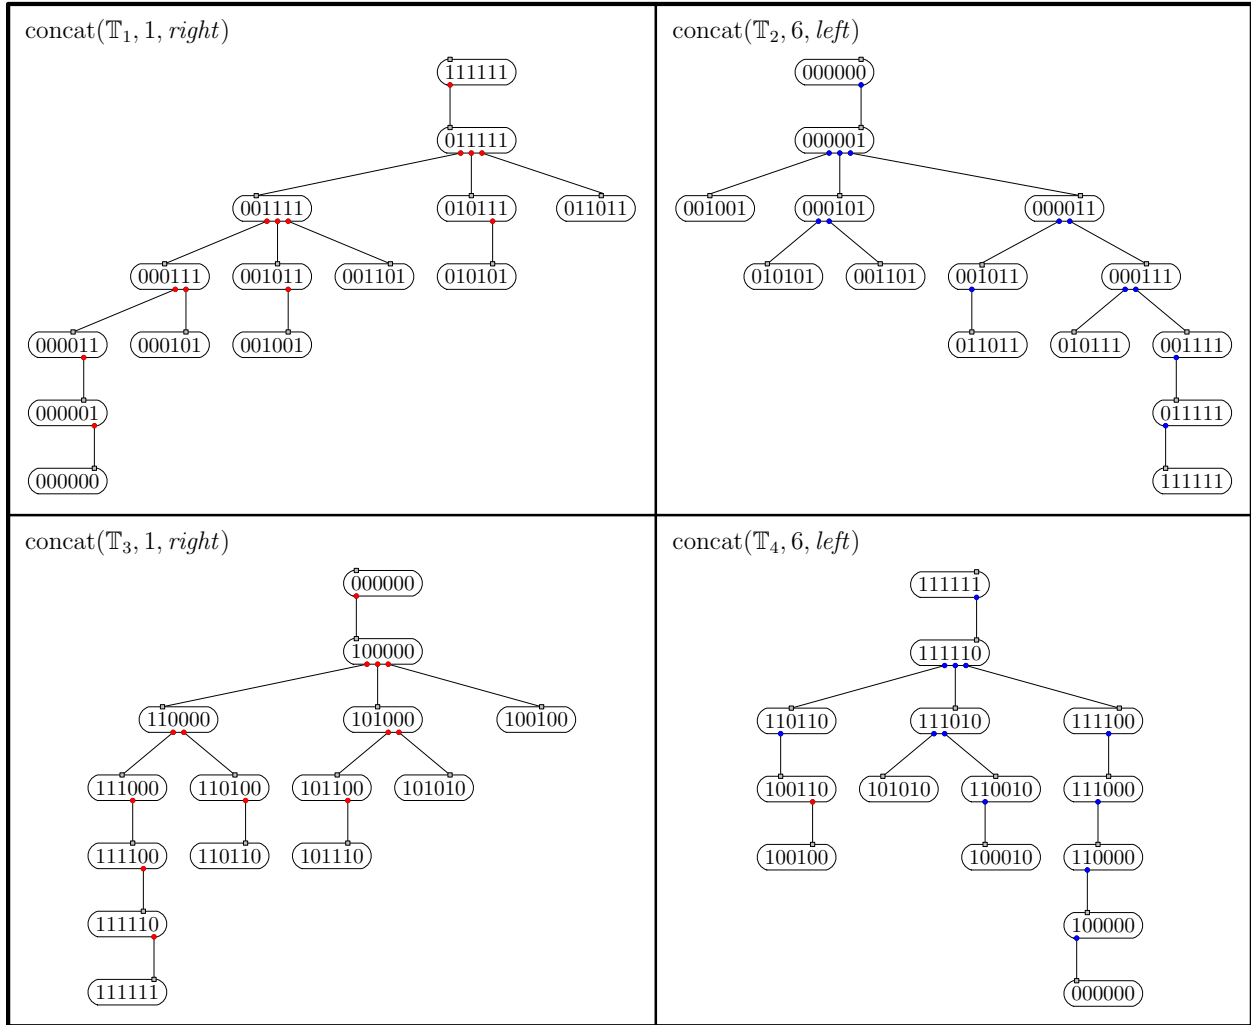 concat(𝕋₁, 1, right)
111111
011111
001111 010111 011011
000111 001011 001101 010101
000011 000101 001001
000001
000000
concat(𝕋₂, 6, left)
000000
000001
001001 000101 000011
010101 001101 001011 000111
011011 010111 001111
011111
111111
concat(𝕋₃, 1, right)
000000
100000
110000 101000 100100
111000 110100 101100 101010
111100 110110 101110
111110
111111
concat(𝕋₄, 6, left)
111111
111110
110110 111010 111100
100110 101010 110010 111000
100100 100010 110000
100000
000000